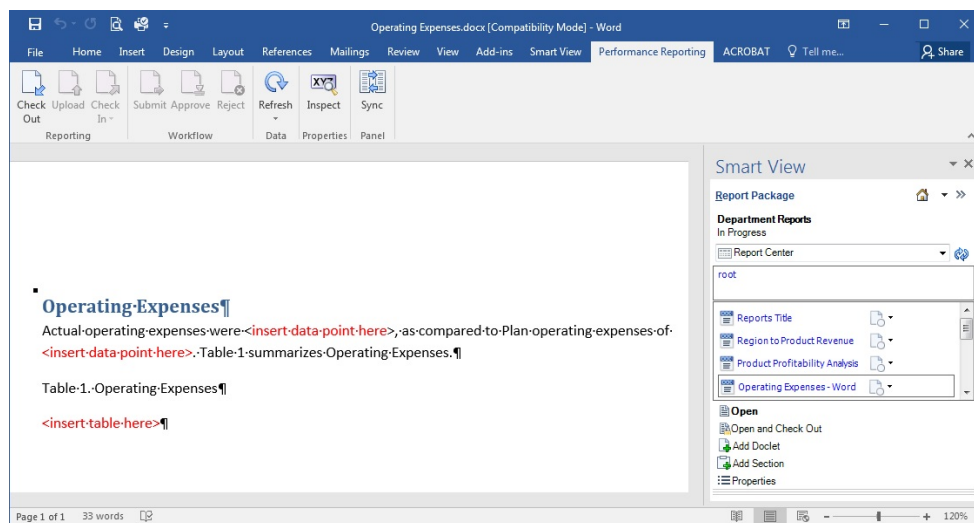 Operating Expenses.docx [Compatibility Mode] - Word
File Home Insert Design Layout References Mailings Review View Add-ins Smart View Performance Reporting ACROBAT Tell me... Share
Check Out Upload Check In Submit Approve Reject Refresh Inspect Sync
Reporting Workflow Data Properties Panel
Operating·Expenses¶
Actual·operating·expenses·were·<insert·data·point·here>,·as·compared·to·Plan·operating·expenses·of·
<insert·data·point·here>.·Table·1·summarizes·Operating·Expenses.¶
Table·1.·Operating·Expenses¶
<insert·table·here>¶
Smart View
Report Package
Department Reports
In Progress
Report Center
root
Reports Title
Region to Product Revenue
Product Profitability Analysis
Operating Expenses - Word
Open
Open and Check Out
Add Doclet
Add Section
Properties
Page 1 of 1 33 words 120%